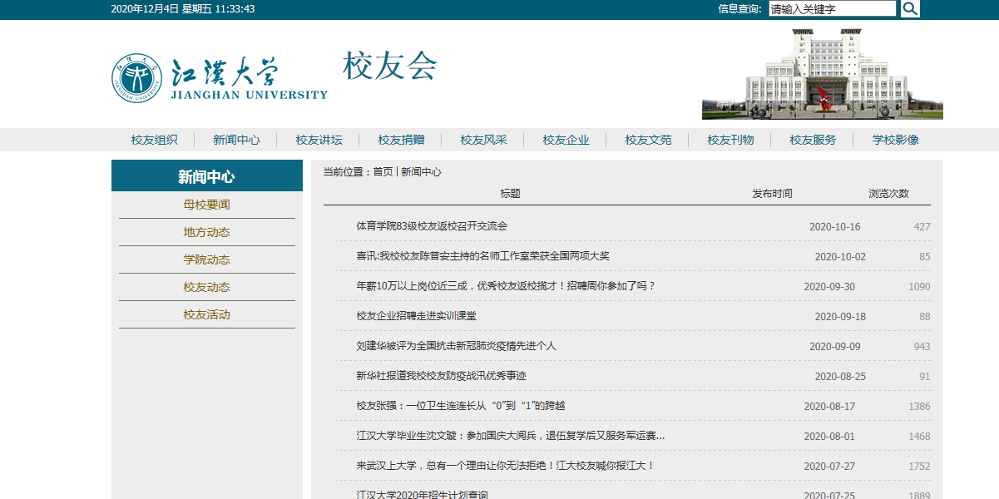 2020年12月4日 星期五 11:33:43
信息查询: 请输入关键字
江漢大学
JIANGHAN UNIVERSITY
校友会
校友组织 新闻中心 校友讲坛 校友捐赠 校友风采 校友企业 校友文苑 校友刊物 校友服务 学校影像
新闻中心
母校要闻
地方动态
学院动态
校友动态
校友活动
当前位置：首页 | 新闻中心
标题 发布时间 浏览次数
体育学院83级校友返校召开交流会 2020-10-16 427
喜讯:我校校友陈普安主持的名师工作室荣获全国两项大奖 2020-10-02 85
年薪10万以上岗位近三成，优秀校友返校揽才！招聘周你参加了吗？ 2020-09-30 1090
校友企业招聘走进实训课堂 2020-09-18 88
刘建华被评为全国抗击新冠肺炎疫情先进个人 2020-09-09 943
新华社报道我校校友防疫战汛优秀事迹 2020-08-25 91
校友张强：一位卫生连连长从“0”到“1”的跨越 2020-08-17 1386
江汉大学毕业生沈文璇：参加国庆大阅兵，退伍复学后又服务军运赛... 2020-08-01 1468
来武汉上大学，总有一个理由让你无法拒绝！江大校友喊你报江大！ 2020-07-27 1752
江汉大学2020年招生计划查询 2020-07-25 1889